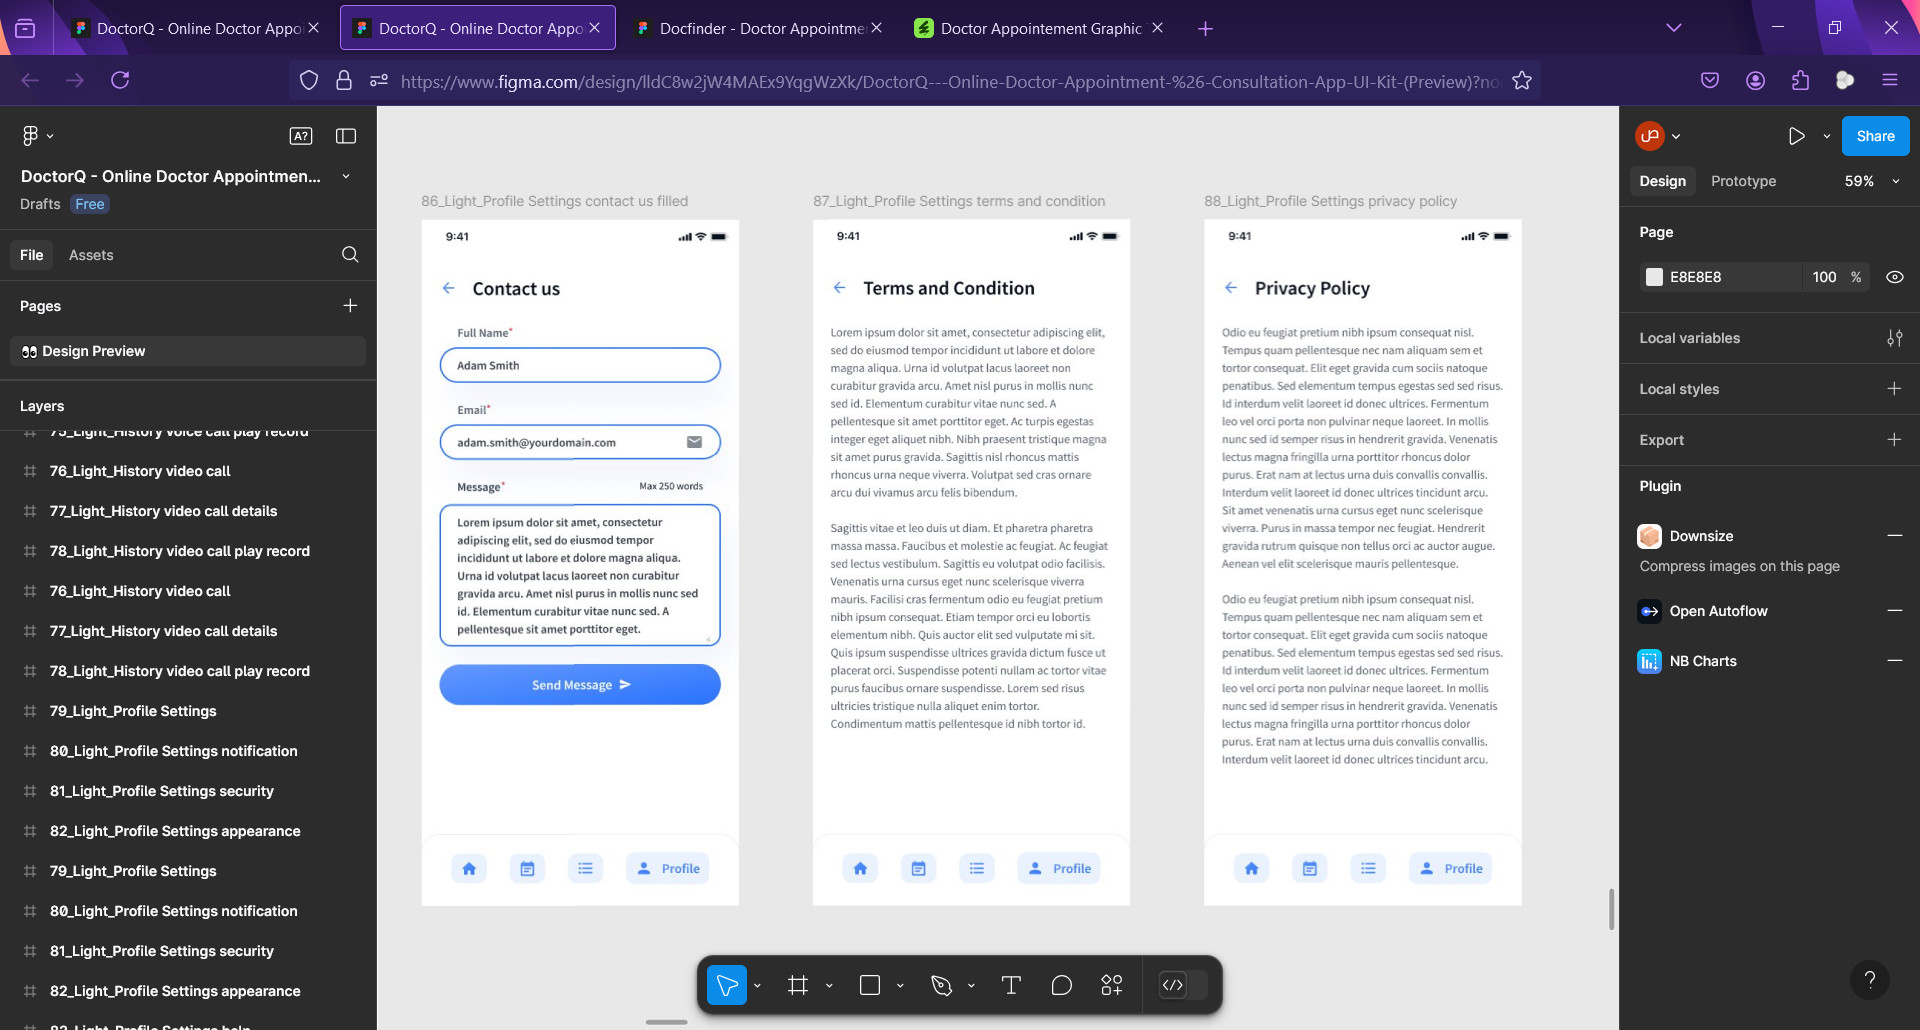 DoctorQ - Online Doctor Appoi
DoctorQ - Online Doctor Appo
Docfinder - Doctor Appointme
Doctor Appointement Graphic
https://www.figma.com/design/lldC8w2jW4MAEx9YqgWzXk/DoctorQ---Online-Doctor-Appointment-%26-Consultation-App-UI-Kit-(Preview)?no
A?
DoctorQ - Online Doctor Appointmen...
Drafts Free
File Assets
Pages
Design Preview
Layers
75_Light_History voice call play record
76_Light_History video call
77_Light_History video call details
78_Light_History video call play record
76_Light_History video call
77_Light_History video call details
78_Light_History video call play record
79_Light_Profile Settings
80_Light_Profile Settings notification
81_Light_Profile Settings security
82_Light_Profile Settings appearance
79_Light_Profile Settings
80_Light_Profile Settings notification
81_Light_Profile Settings security
82_Light_Profile Settings appearance
83_Light_Profile Settings help
86_Light_Profile Settings contact us filled
9:41
Contact us
Full Name*
Adam Smith
Email*
adam.smith@yourdomain.com
Message* Max 250 words
Lorem ipsum dolor sit amet, consectetur
adipiscing elit, sed do eiusmod tempor
incididunt ut labore et dolore magna aliqua.
Urna id volutpat lacus laoreet non curabitur
gravida arcu. Amet nisl purus in mollis nunc sed
id. Elementum curabitur vitae nunc sed. A
pellentesque sit amet porttitor eget.
Send Message
Profile
87_Light_Profile Settings terms and condition
9:41
Terms and Condition
Lorem ipsum dolor sit amet, consectetur adipiscing elit,
sed do eiusmod tempor incididunt ut labore et dolore
magna aliqua. Urna id volutpat lacus laoreet non
curabitur gravida arcu. Amet nisl purus in mollis nunc
sed id. Elementum curabitur vitae nunc sed. A
pellentesque sit amet porttitor eget. Ac turpis egestas
integer eget aliquet nibh. Nibh praesent tristique magna
sit amet purus gravida. Sagittis nisl rhoncus mattis
rhoncus urna neque viverra. Volutpat sed cras ornare
arcu dui vivamus arcu felis bibendum.
Sagittis vitae et leo duis ut diam. Et pharetra pharetra
massa massa. Faucibus et molestie ac feugiat. Ac feugiat
sed lectus vestibulum. Sagittis eu volutpat odio facilisis.
Venenatis urna cursus eget nunc scelerisque viverra
mauris. Facilisi cras fermentum odio eu feugiat pretium
nibh ipsum consequat. Etiam tempor orci eu lobortis
elementum nibh. Quis auctor elit sed vulputate mi sit.
Quis ipsum suspendisse ultrices gravida dictum fusce ut
placerat orci. Suspendisse potenti nullam ac tortor vitae
purus faucibus ornare suspendisse. Lorem sed risus
ultricies tristique nulla aliquet enim tortor.
Condimentum mattis pellentesque id nibh tortor id.
Profile
88_Light_Profile Settings privacy policy
9:41
Privacy Policy
Odio eu feugiat pretium nibh ipsum consequat nisl.
Tempus quam pellentesque nec nam aliquam sem et
tortor consequat. Elit eget gravida cum sociis natoque
penatibus. Sed elementum tempus egestas sed sed risus.
Id interdum velit laoreet id donec ultrices. Fermentum
leo vel orci porta non pulvinar neque laoreet. In mollis
nunc sed id semper risus in hendrerit gravida. Venenatis
lectus magna fringilla urna porttitor rhoncus dolor
purus. Erat nam at lectus urna duis convallis convallis.
Interdum velit laoreet id donec ultrices tincidunt arcu.
Sit amet venenatis urna cursus eget nunc scelerisque
viverra. Purus in massa tempor nec feugiat. Hendrerit
gravida rutrum quisque non tellus orci ac auctor augue.
Aenean vel elit scelerisque mauris pellentesque.
Odio eu feugiat pretium nibh ipsum consequat nisl.
Tempus quam pellentesque nec nam aliquam sem et
tortor consequat. Elit eget gravida cum sociis natoque
penatibus. Sed elementum tempus egestas sed sed risus.
Id interdum velit laoreet id donec ultrices. Fermentum
leo vel orci porta non pulvinar neque laoreet. In mollis
nunc sed id semper risus in hendrerit gravida. Venenatis
lectus magna fringilla urna porttitor rhoncus dolor
purus. Erat nam at lectus urna duis convallis convallis.
Interdum velit laoreet id donec ultrices tincidunt arcu.
Profile
ص
Share
Design Prototype 59%
Page
E8E8E8 100 %
Local variables
Local styles
Export
Plugin
Downsize
Compress images on this page
Open Autoflow
NB Charts
?